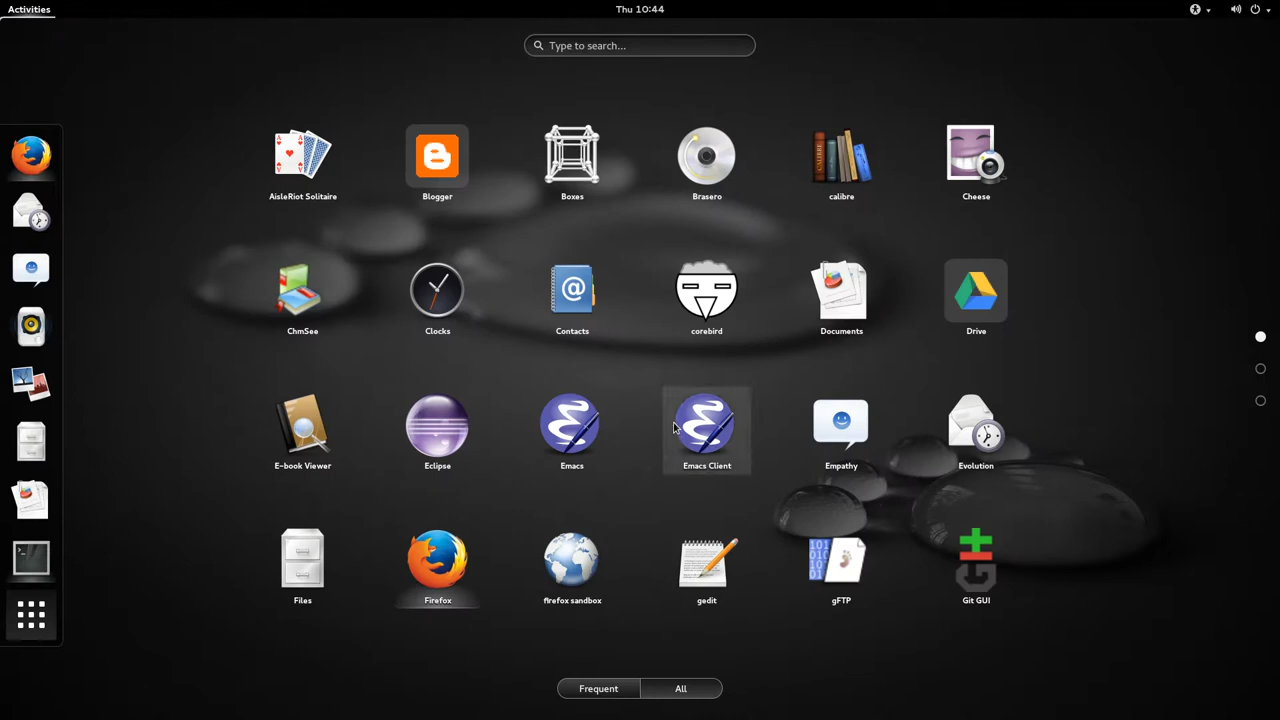 Activities
Thu 10:44
Type to search...
AisleRiot Solitaire
Blogger
Boxes
Brasero
calibre
Cheese
ChmSee
Clocks
Contacts
corebird
Documents
Drive
E-book Viewer
Eclipse
Emacs
Emacs Client
Empathy
Evolution
Files
Firefox
firefox sandbox
gedit
gFTP
Git GUI
Frequent
All